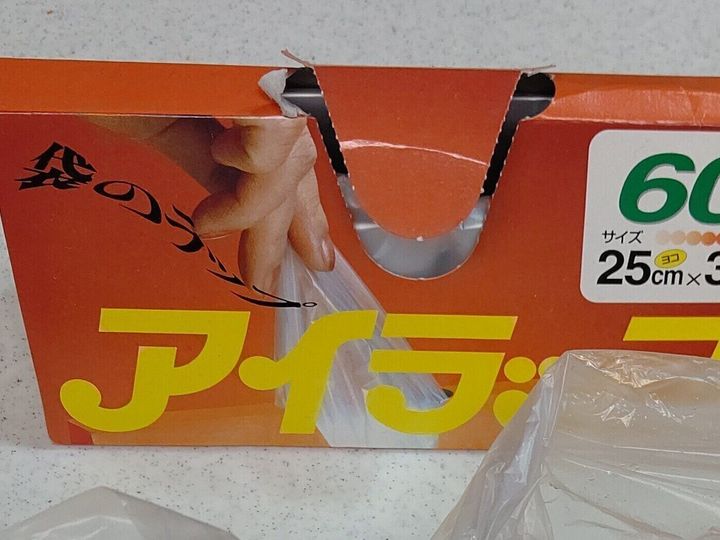 袋のラップ。
アイラッ
60
サイズ
ヨコ
25cm×3